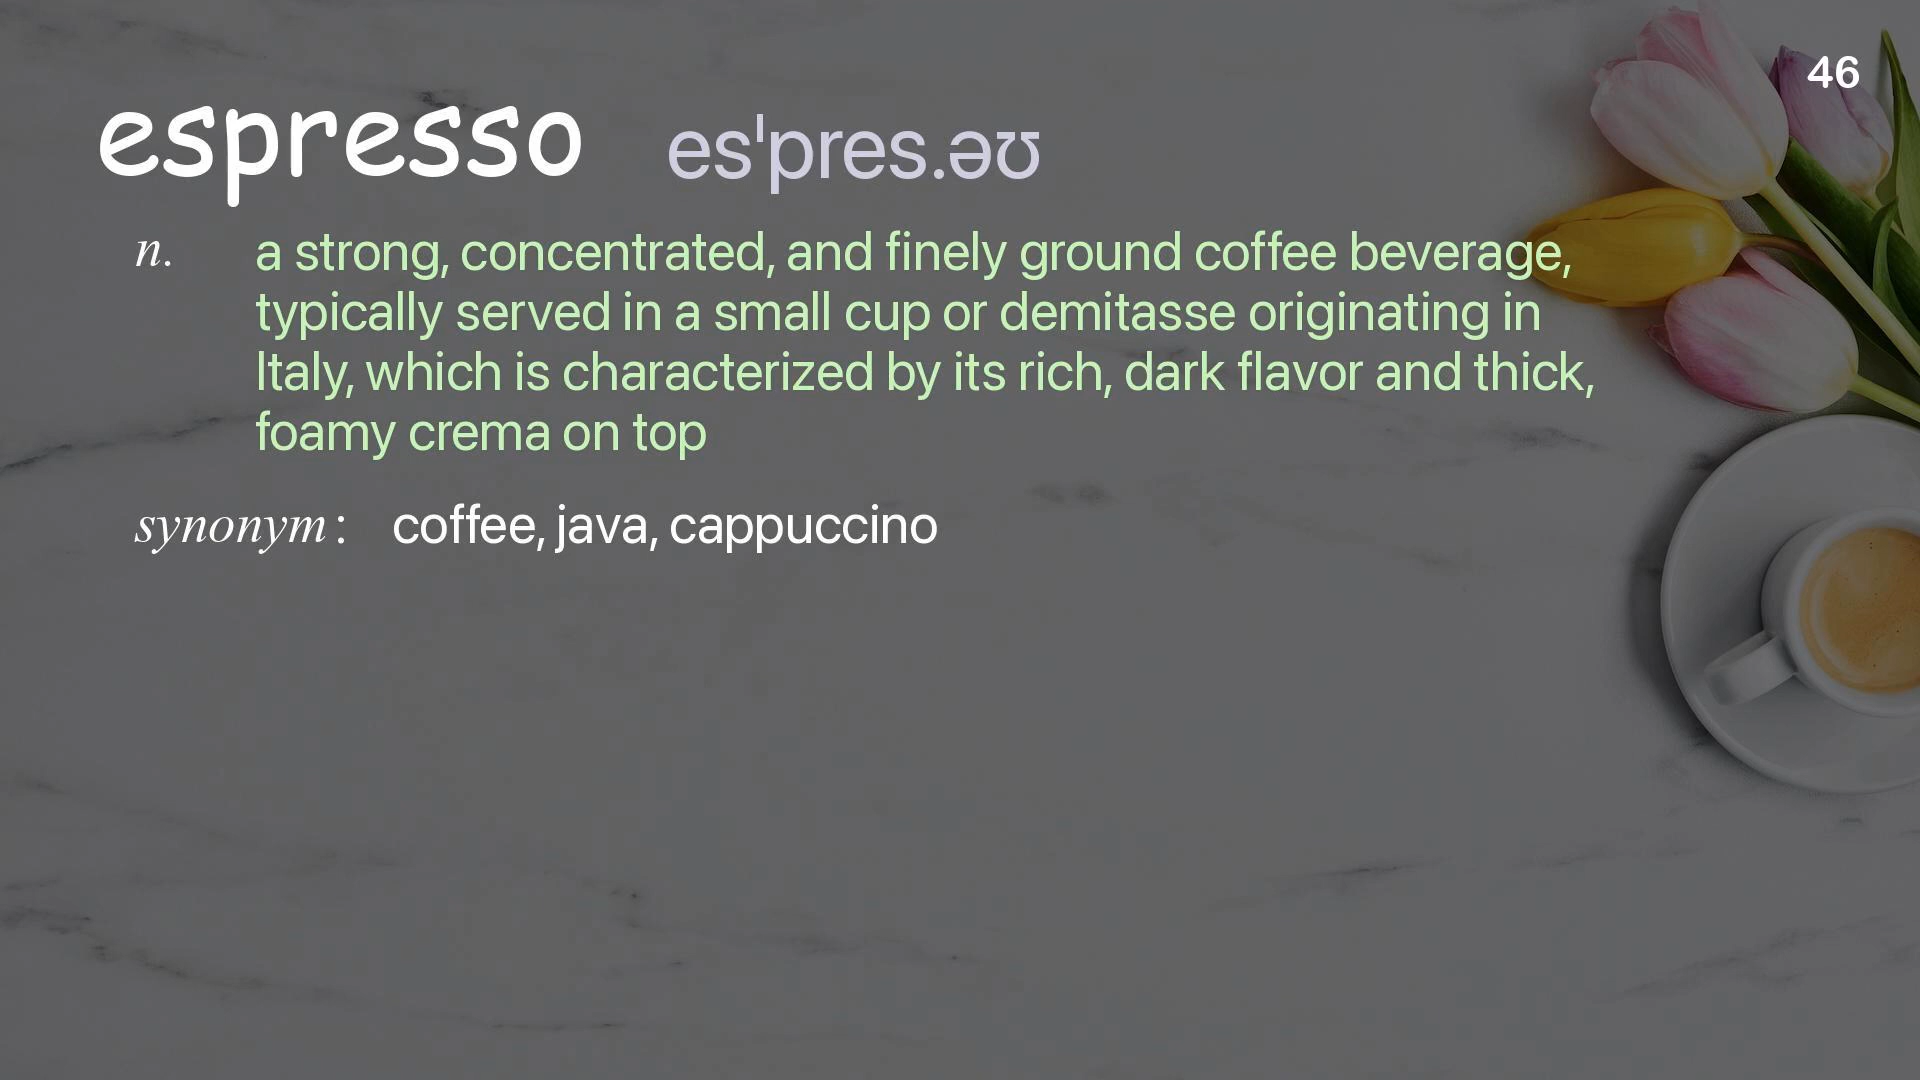 46
espresso esˈpres.əʊ
n. a strong, concentrated, and finely ground coffee beverage,
typically served in a small cup or demitasse originating in
Italy, which is characterized by its rich, dark flavor and thick,
foamy crema on top
synonym : coffee, java, cappuccino